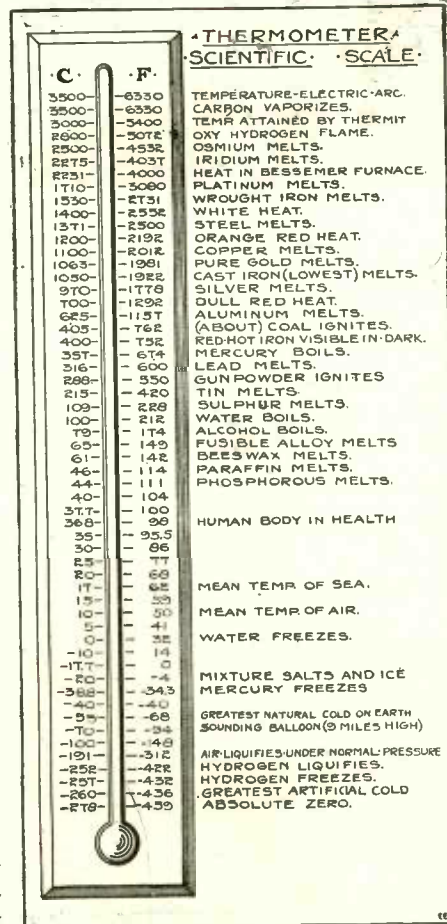 THERMOMETER
SCIENTIFIC · SCALE
· C · · F ·
3500 - 6330 TEMPERATURE-ELECTRIC-ARC.
3500 - 6330 CARBON VAPORIZES.
3000 - 5400 TEMP. ATTAINED BY THERMIT
2800 - 5072 OXY HYDROGEN FLAME.
2500 - 4532 OSMIUM MELTS.
2275 - 4037 IRIDIUM MELTS.
2231 - 4000 HEAT IN BESSEMER FURNACE.
1710 - 3080 PLATINUM MELTS.
1530 - 2731 WROUGHT IRON MELTS.
1400 - 2552 WHITE HEAT.
1371 - 2500 STEEL MELTS.
1200 - 2192 ORANGE RED HEAT.
1100 - 2012 COPPER MELTS.
1063 - 1981 PURE GOLD MELTS.
1050 - 1922 CAST IRON (LOWEST) MELTS.
970 - 1778 SILVER MELTS.
700 - 1292 DULL RED HEAT.
625 - 1157 ALUMINUM MELTS.
405 - 762 (ABOUT) COAL IGNITES.
400 - 752 RED-HOT IRON VISIBLE IN-DARK.
357 - 674 MERCURY BOILS.
316 - 600 LEAD MELTS.
288 - 550 GUNPOWDER IGNITES
215 - 420 TIN MELTS.
109 - 228 SULPHUR MELTS.
100 - 212 WATER BOILS.
79 - 174 ALCOHOL BOILS.
65 - 149 FUSIBLE ALLOY MELTS
61 - 142 BEESWAX MELTS.
46 - 114 PARAFFIN MELTS.
44 - 111 PHOSPHOROUS MELTS.
40 - 104
37.7 - 100
368 - 98 HUMAN BODY IN HEALTH
35 - 95.5
30 - 86
25 - 77
20 - 68
17 - 62 MEAN TEMP. OF SEA.
15 - 59
10 - 50 MEAN TEMP. OF AIR.
5 - 41
0 - 32 WATER FREEZES.
-10 - 14
-17.7 - 0
-20 - -4 MIXTURE SALTS AND ICE
-388 - -34.3 MERCURY FREEZES
-40 - -40
-55 - -68 GREATEST NATURAL COLD ON EARTH
-70 - -94 SOUNDING BALLOON (9 MILES HIGH)
-100 - -148
-191 - -312 AIR-LIQUIFIES-UNDER NORMAL-PRESSURE
-252 - -422 HYDROGEN LIQUIFIES.
-257 - -432 HYDROGEN FREEZES.
-260 - -436 GREATEST ARTIFICIAL COLD
-278 - -459 ABSOLUTE ZERO.